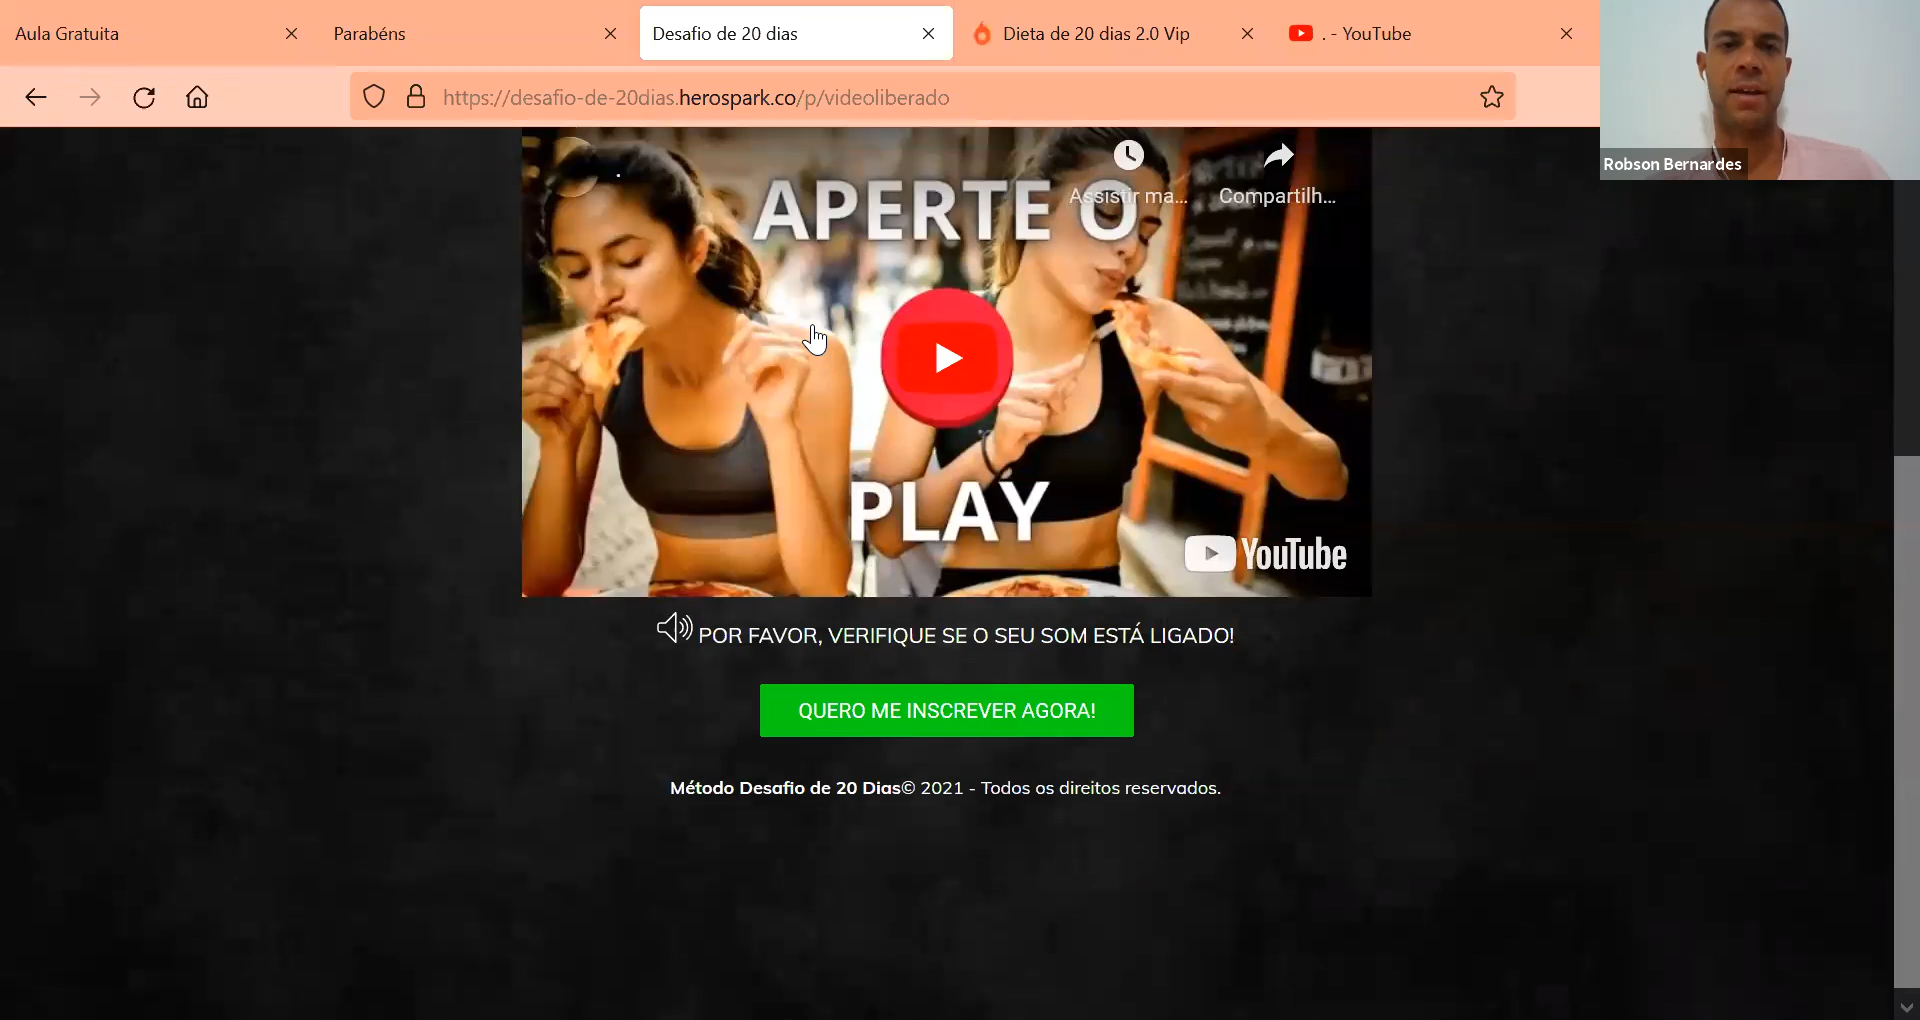 Aula Gratuita
Parabéns
Desafio de 20 dias
Dieta de 20 dias 2.0 Vip
. - YouTube
https://desafio-de-20dias.herospark.co/p/videoliberado
Robson Bernardes
.
Assistir ma...
Compartilh...
APERTE O
PLAY
YouTube
POR FAVOR, VERIFIQUE SE O SEU SOM ESTÁ LIGADO!
QUERO ME INSCREVER AGORA!
Método Desafio de 20 Dias© 2021 - Todos os direitos reservados.